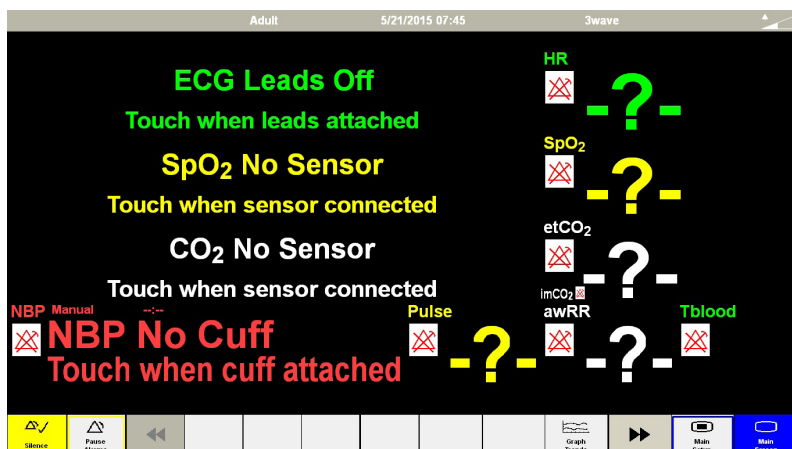 Adult 5/21/2015 07:45 3wave
HR
ECG Leads Off
-?-
Touch when leads attached
SpO2
SpO2 No Sensor
-?-
Touch when sensor connected
etCO2
CO2 No Sensor
-?-
Touch when sensor connected
imCO2
NBP Manual --:-- Pulse awRR Tblood
NBP No Cuff
-?- -?-
Touch when cuff attached
Silence
Pause
Graph
Main
Main